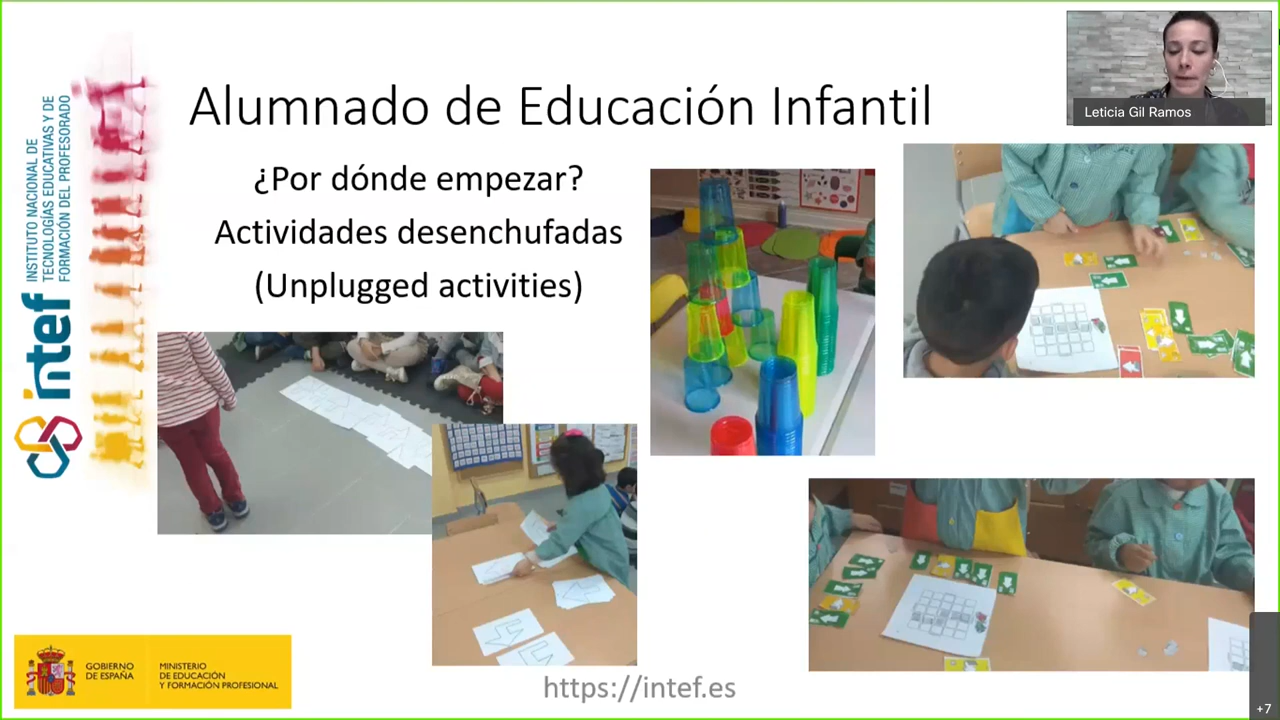 INSTITUTO NACIONAL DE
TECNOLOGÍAS EDUCATIVAS Y DE
FORMACIÓN DEL PROFESORADO
intef
Alumnado de Educación Infantil
¿Por dónde empezar?
Actividades desenchufadas
(Unplugged activities)
Leticia Gil Ramos
GOBIERNO
DE ESPAÑA
MINISTERIO
DE EDUCACIÓN
Y FORMACIÓN PROFESIONAL
https://intef.es
+7